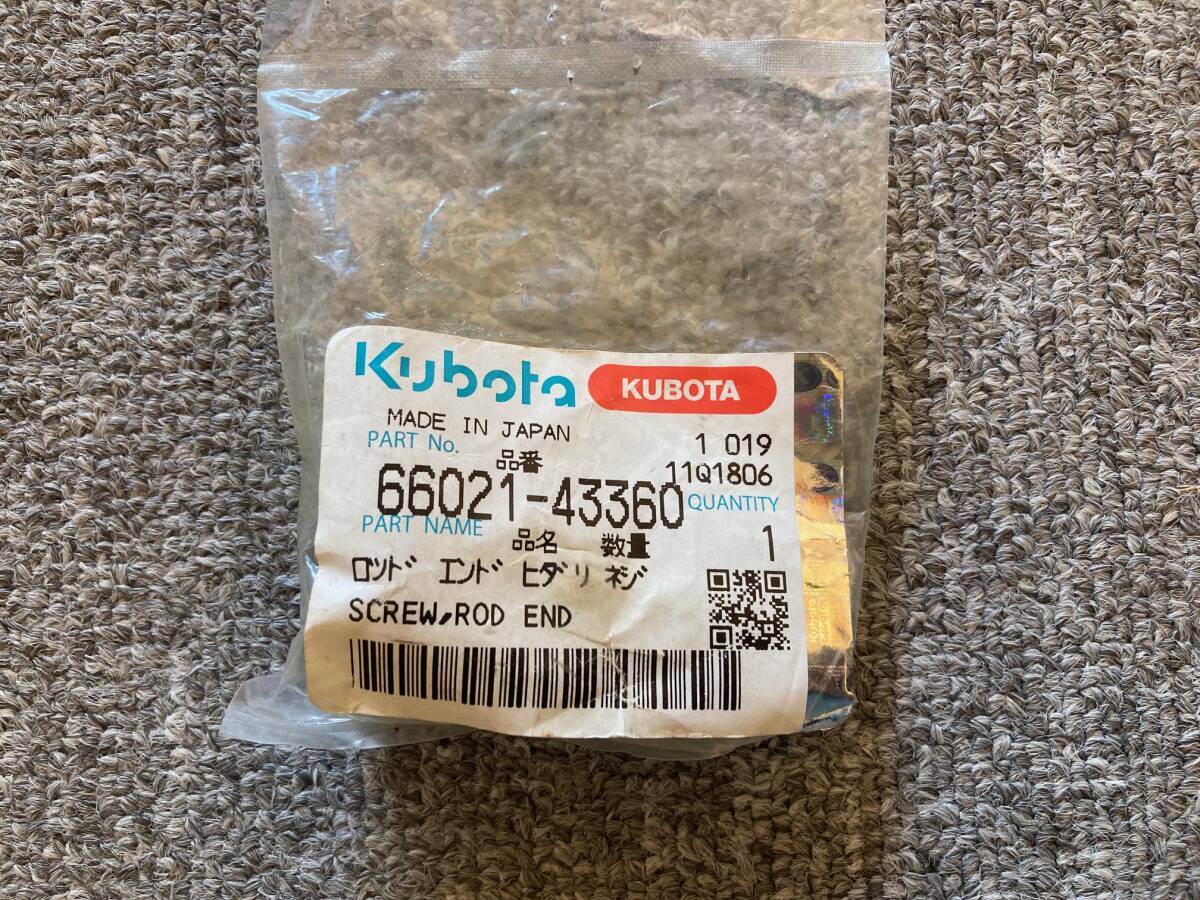 Kubota KUBOTA
MADE IN JAPAN
PART No. 品番 1 019
11Q1806
66021-43360 QUANTITY
PART NAME 品名 数量 1
ロッド エンド ヒダリ ネジ
SCREW,ROD END
Kubota